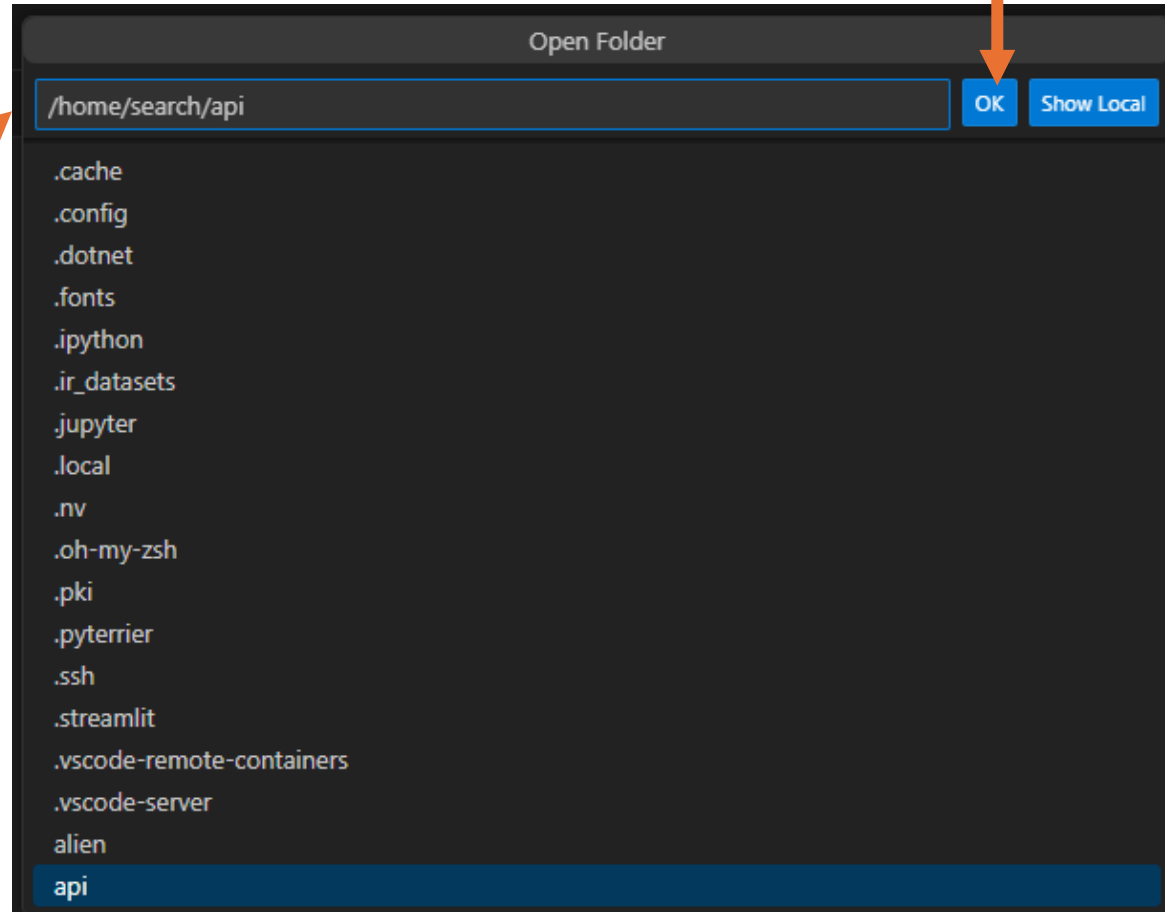 Open Folder
/home/search/api OK Show Local
.cache
.config
.dotnet
.fonts
.ipython
.ir_datasets
.jupyter
.local
.nv
.oh-my-zsh
.pki
.pyterrier
.ssh
.streamlit
.vscode-remote-containers
.vscode-server
alien
api